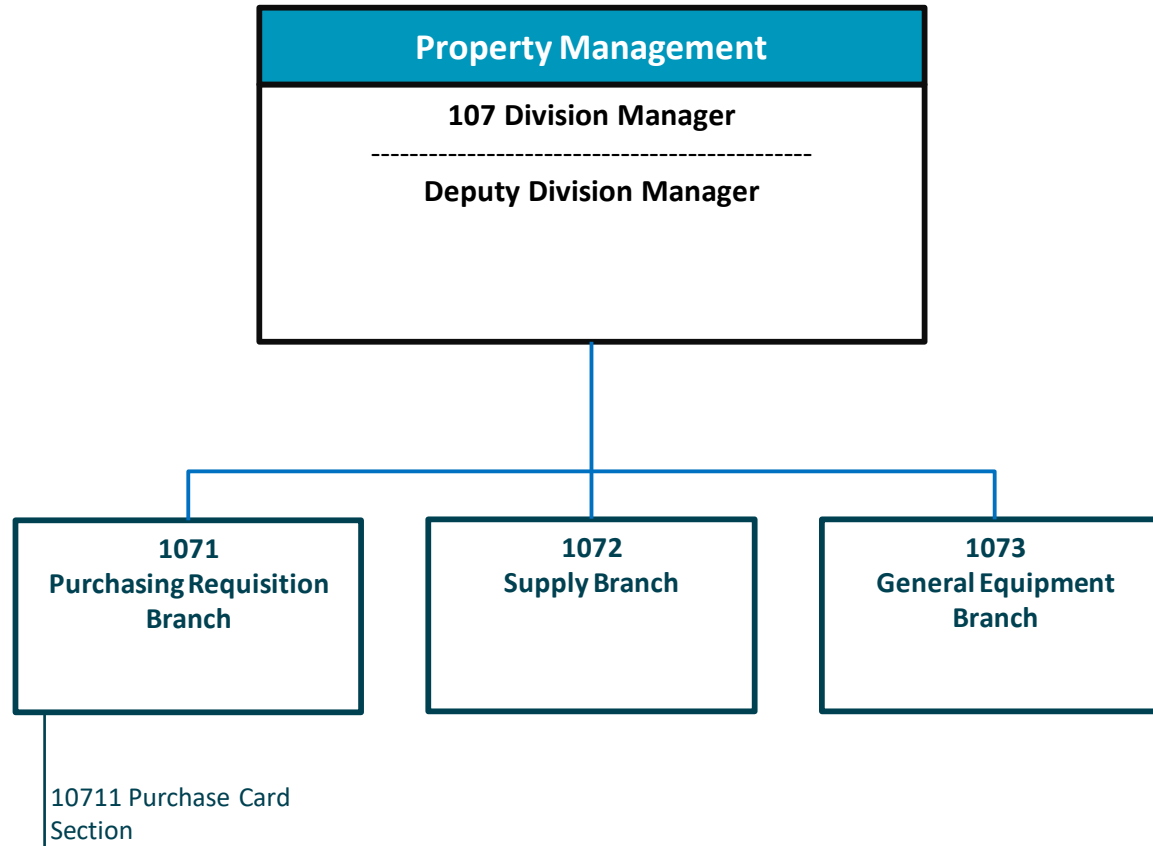 Property Management
107 Division Manager
----------------------------------------------
Deputy Division Manager
1071
Purchasing Requisition
Branch
1072
Supply Branch
1073
General Equipment
Branch
10711 Purchase Card
Section